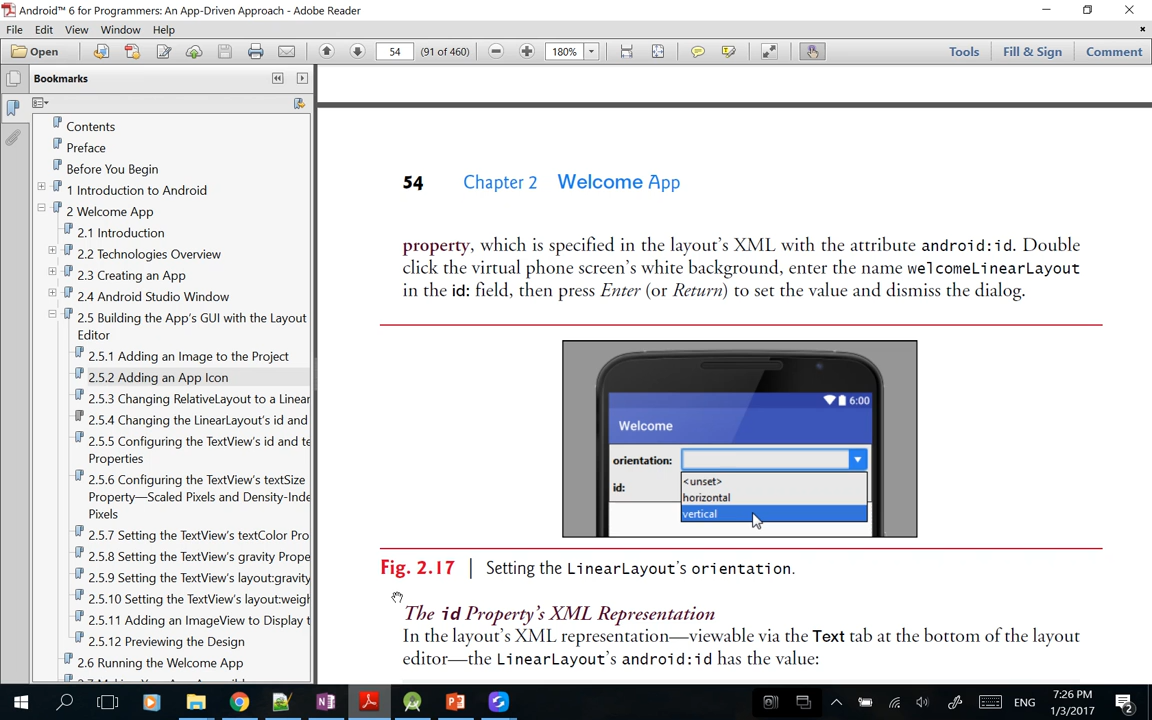 Android™ 6 for Programmers: An App-Driven Approach - Adobe Reader
File Edit View Window Help
Open 54 (91 of 460) 180% Tools Fill & Sign Comment
Bookmarks
Contents
Preface
Before You Begin
1 Introduction to Android
2 Welcome App
2.1 Introduction
2.2 Technologies Overview
2.3 Creating an App
2.4 Android Studio Window
2.5 Building the App's GUI with the Layout
Editor
2.5.1 Adding an Image to the Project
2.5.2 Adding an App Icon
2.5.3 Changing RelativeLayout to a Linear
2.5.4 Changing the LinearLayout's id and
2.5.5 Configuring the TextView's id and te
Properties
2.5.6 Configuring the TextView's textSize
Property—Scaled Pixels and Density-Inde
Pixels
2.5.7 Setting the TextView's textColor Pro
2.5.8 Setting the TextView's gravity Prope
2.5.9 Setting the TextView's layout:gravity
2.5.10 Setting the TextView's layout:weigh
2.5.11 Adding an ImageView to Display t
2.5.12 Previewing the Design
2.6 Running the Welcome App
54 Chapter 2 Welcome App
property, which is specified in the layout's XML with the attribute android:id. Double
click the virtual phone screen's white background, enter the name welcomeLinearLayout
in the id: field, then press Enter (or Return) to set the value and dismiss the dialog.
6:00
Welcome
orientation:
<unset>
id:
horizontal
vertical
Fig. 2.17 | Setting the LinearLayout's orientation.
The id Property's XML Representation
In the layout's XML representation—viewable via the Text tab at the bottom of the layout
editor—the LinearLayout's android:id has the value:
ENG
7:26 PM
1/3/2017
2